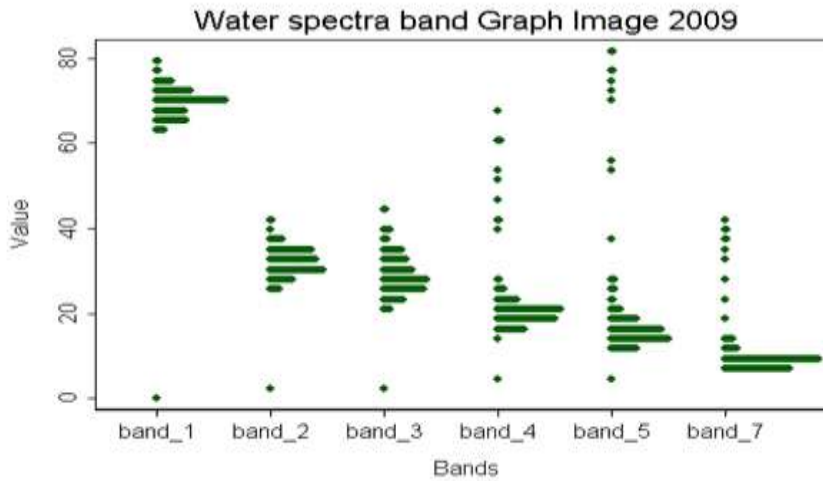 Water spectra band Graph Image 2009
Value
80
60
40
20
0
band_1 band_2 band_3 band_4 band_5 band_7
Bands